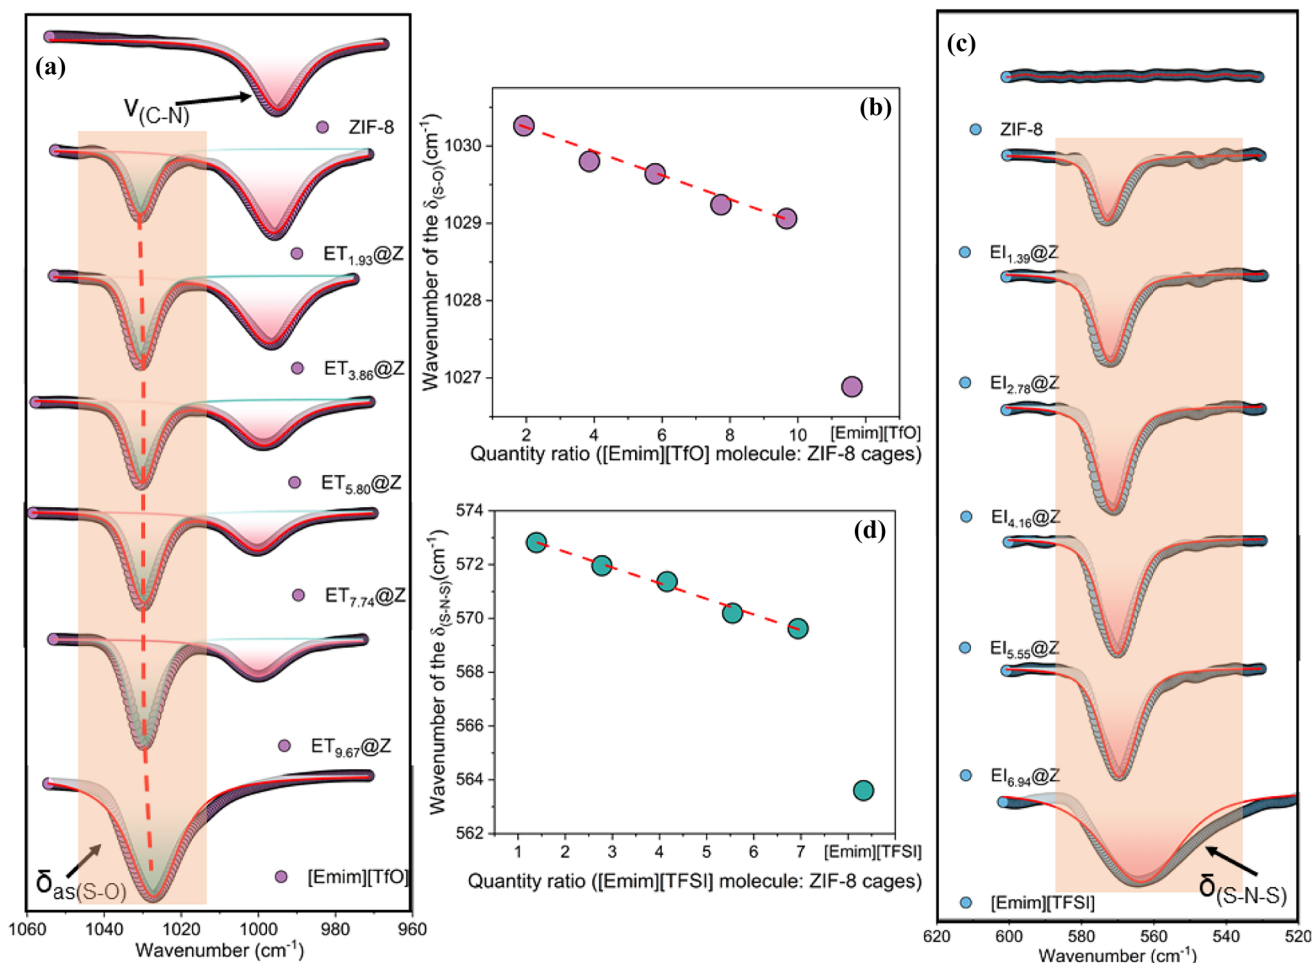 (a)
ν(C-N)
ZIF-8
ET1.93@Z
ET3.86@Z
ET5.80@Z
ET7.74@Z
ET9.67@Z
δas(S-O)
[Emim][TfO]
1060 1040 1020 1000 980 960
Wavenumber (cm-1)
(b)
Wavenumber of the δ(S-O)(cm-1)
1030
1029
1028
1027
2 4 6 8 10 [Emim][TfO]
Quantity ratio ([Emim][TfO] molecule: ZIF-8 cages)
(d)
Wavenumber of the δ(S-N-S)(cm-1)
574
572
570
568
566
564
562
1 2 3 4 5 6 7 [Emim][TFSI]
Quantity ratio ([Emim][TFSI] molecule: ZIF-8 cages)
(c)
ZIF-8
EI1.39@Z
EI2.78@Z
EI4.16@Z
EI5.55@Z
EI6.94@Z
δ(S-N-S)
[Emim][TFSI]
620 600 580 560 540 520
Wavenumber (cm-1)